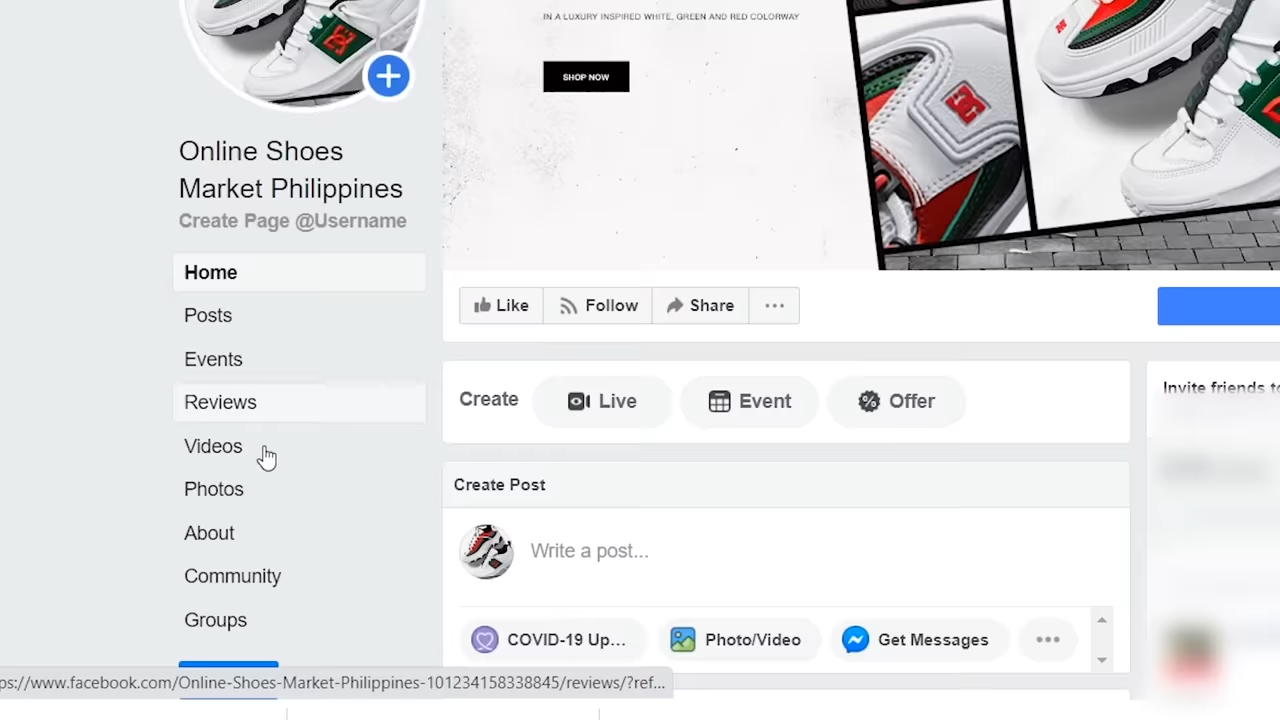 IN A LUXURY INSPIRED WHITE, GREEN AND RED COLORWAY
SHOP NOW
Online Shoes
Market Philippines
Create Page @Username
Home
Posts
Events
Reviews
Videos
Photos
About
Community
Groups
Like
Follow
Share
Create
Live
Event
Offer
Invite friends to
Create Post
Write a post...
COVID-19 Up...
Photo/Video
Get Messages
ps://www.facebook.com/Online-Shoes-Market-Philippines-101234158338845/reviews/?ref...